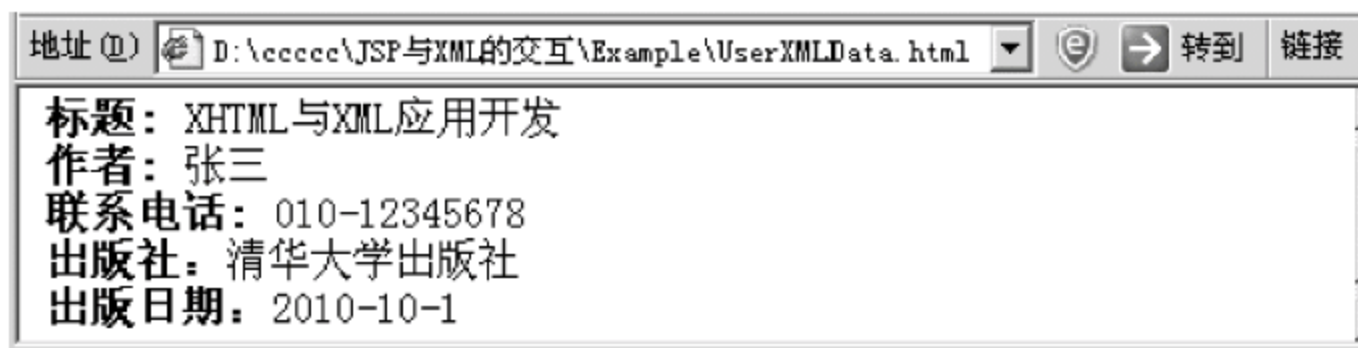 地址(D) D:\ccccc\JSP与XML的交互\Example\UserXMLData.html 转到 链接
标题: XHTML与XML应用开发
作者: 张三
联系电话: 010-12345678
出版社: 清华大学出版社
出版日期: 2010-10-1